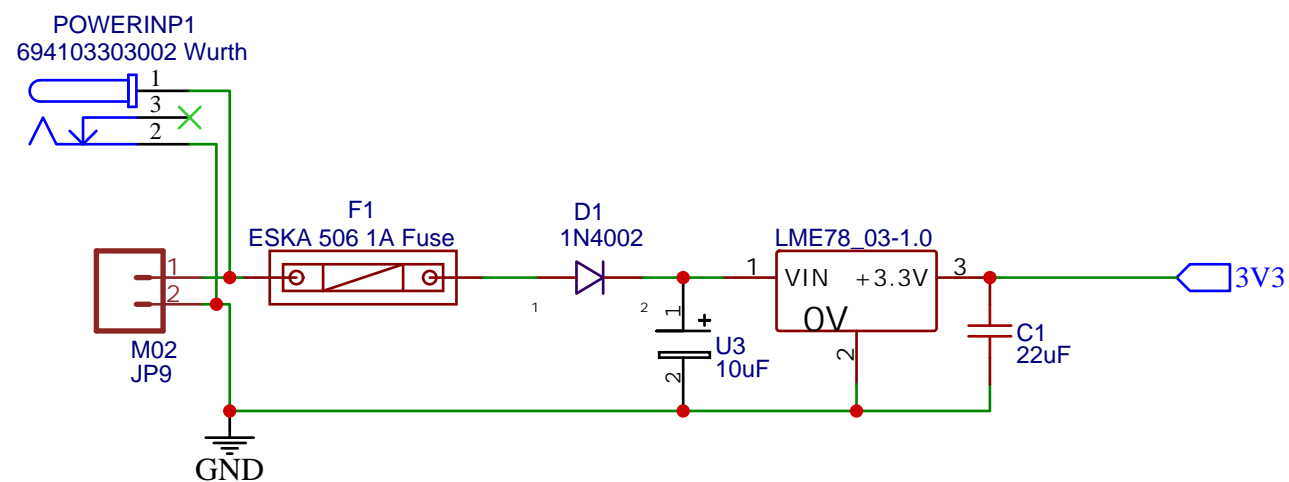 POWERINP1
694103303002 Wurth
1
3
2
F1
ESKA 506 1A Fuse
D1
1N4002
LME78_03-1.0
1
2
M02
JP9
1
2
1
VIN
+3.3V
0V
3
2
3V3
1
+
2
U3
10uF
C1
22uF
GND